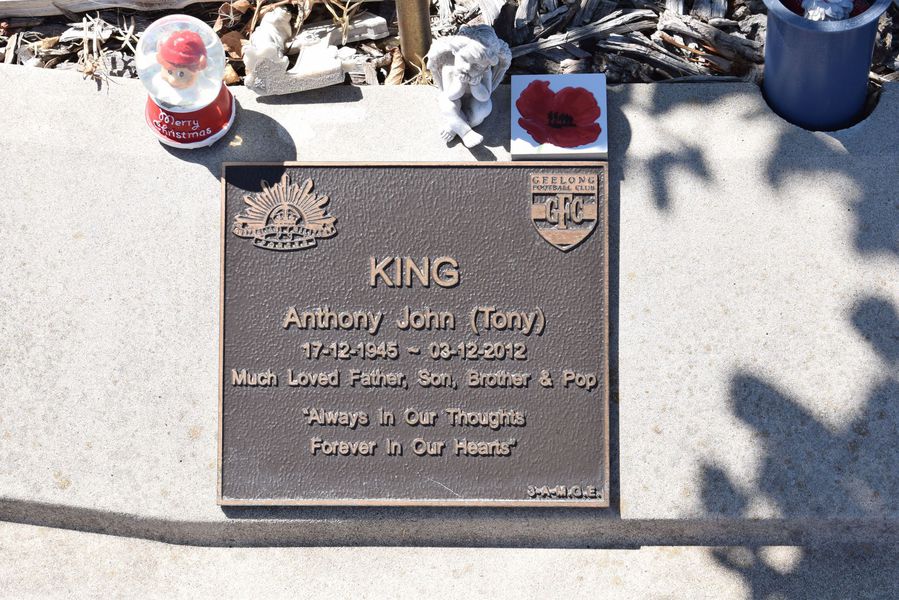 Merry
Christmas
GEELONG
FOOTBALL CLUB
GFC
KING
Anthony John (Tony)
17-12-1945 ~ 03-12-2012
Much Loved Father, Son, Brother & Pop
"Always In Our Thoughts
Forever In Our Hearts"
3-A-M.O.E.